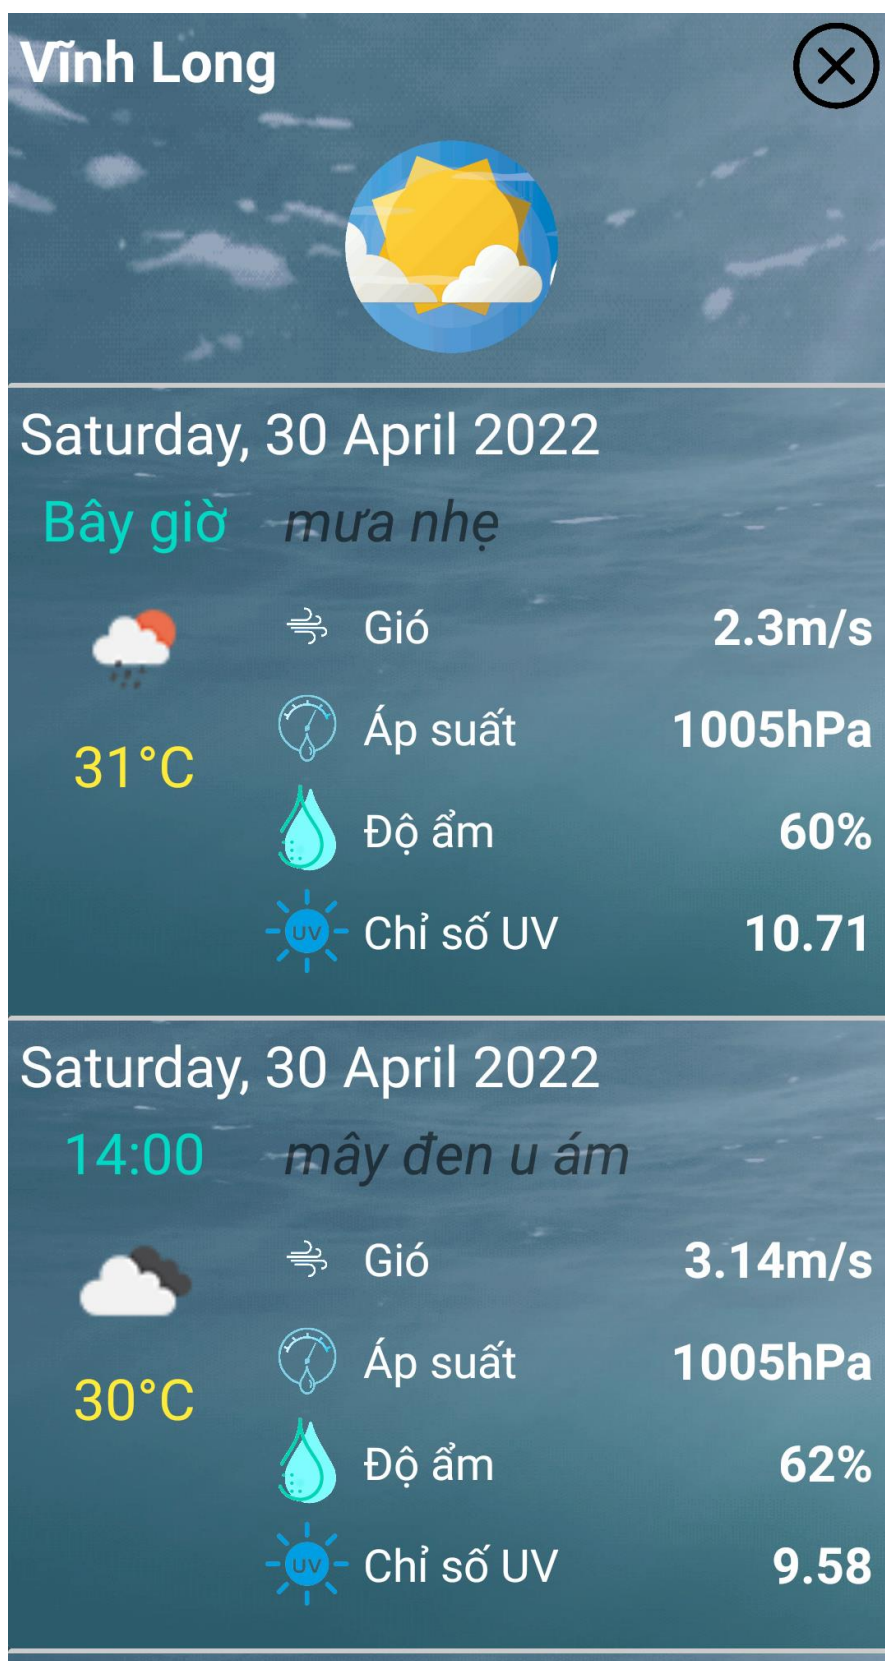 Vĩnh Long
Saturday, 30 April 2022
Bây giờ mưa nhẹ
Gió 2.3m/s
Áp suất 1005hPa
31°C
Độ ẩm 60%
UV Chỉ số UV 10.71
Saturday, 30 April 2022
14:00 mây đen u ám
Gió 3.14m/s
Áp suất 1005hPa
30°C
Độ ẩm 62%
UV Chỉ số UV 9.58